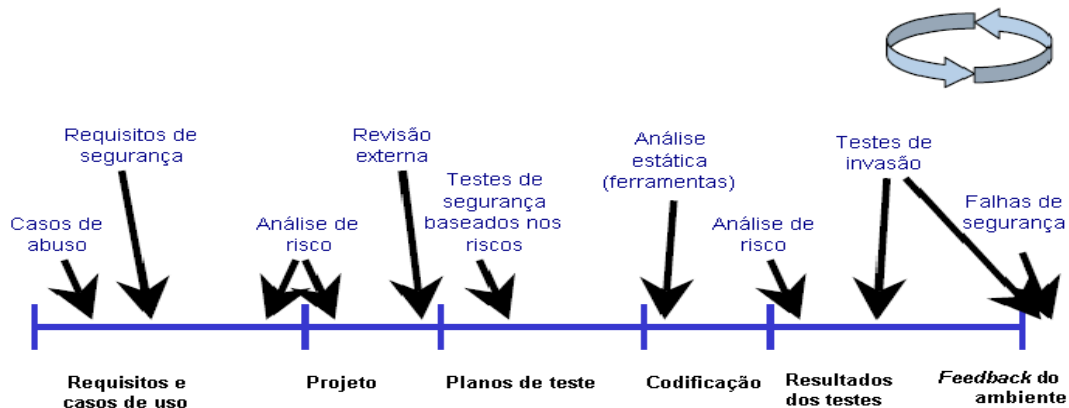 Requisitos de
segurança
Revisão
externa
Análise
estática
(ferramentas)
Testes de
invasão
Casos de
abuso
Análise de
risco
Testes de
segurança
baseados nos
riscos
Análise de
risco
Falhas de
segurança
Requisitos e
casos de uso
Projeto
Planos de teste
Codificação
Resultados
dos testes
Feedback do
ambiente